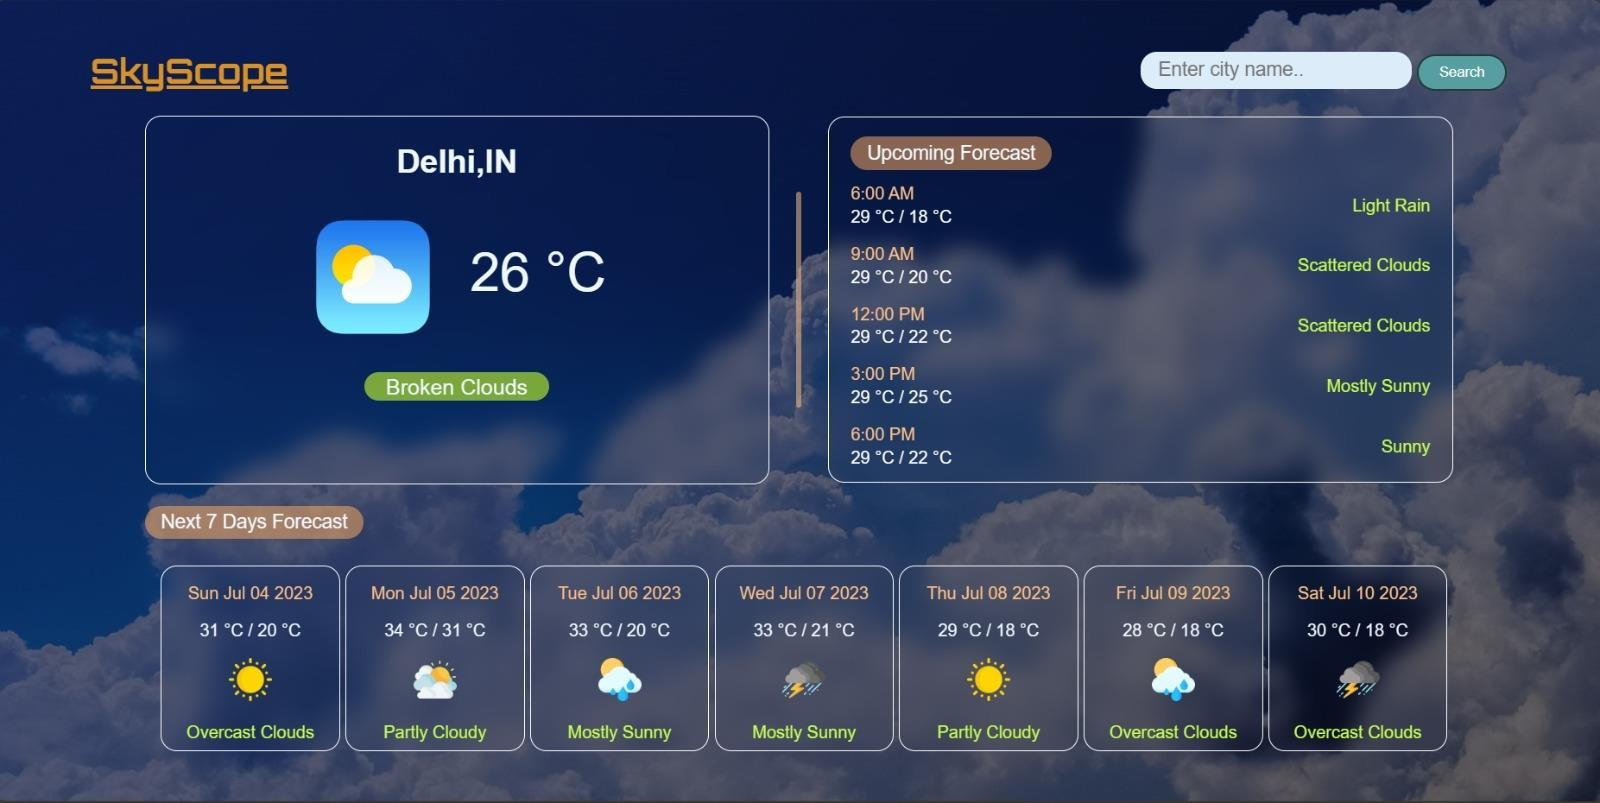 SkyScope
Enter city name..
Search
Delhi,IN
26 °C
Broken Clouds
Upcoming Forecast
6:00 AM
29 °C / 18 °C
Light Rain
9:00 AM
29 °C / 20 °C
Scattered Clouds
12:00 PM
29 °C / 22 °C
Scattered Clouds
3:00 PM
29 °C / 25 °C
Mostly Sunny
6:00 PM
29 °C / 22 °C
Sunny
Next 7 Days Forecast
Sun Jul 04 2023
31 °C / 20 °C
Overcast Clouds
Mon Jul 05 2023
34 °C / 31 °C
Partly Cloudy
Tue Jul 06 2023
33 °C / 20 °C
Mostly Sunny
Wed Jul 07 2023
33 °C / 21 °C
Mostly Sunny
Thu Jul 08 2023
29 °C / 18 °C
Partly Cloudy
Fri Jul 09 2023
28 °C / 18 °C
Overcast Clouds
Sat Jul 10 2023
30 °C / 18 °C
Overcast Clouds